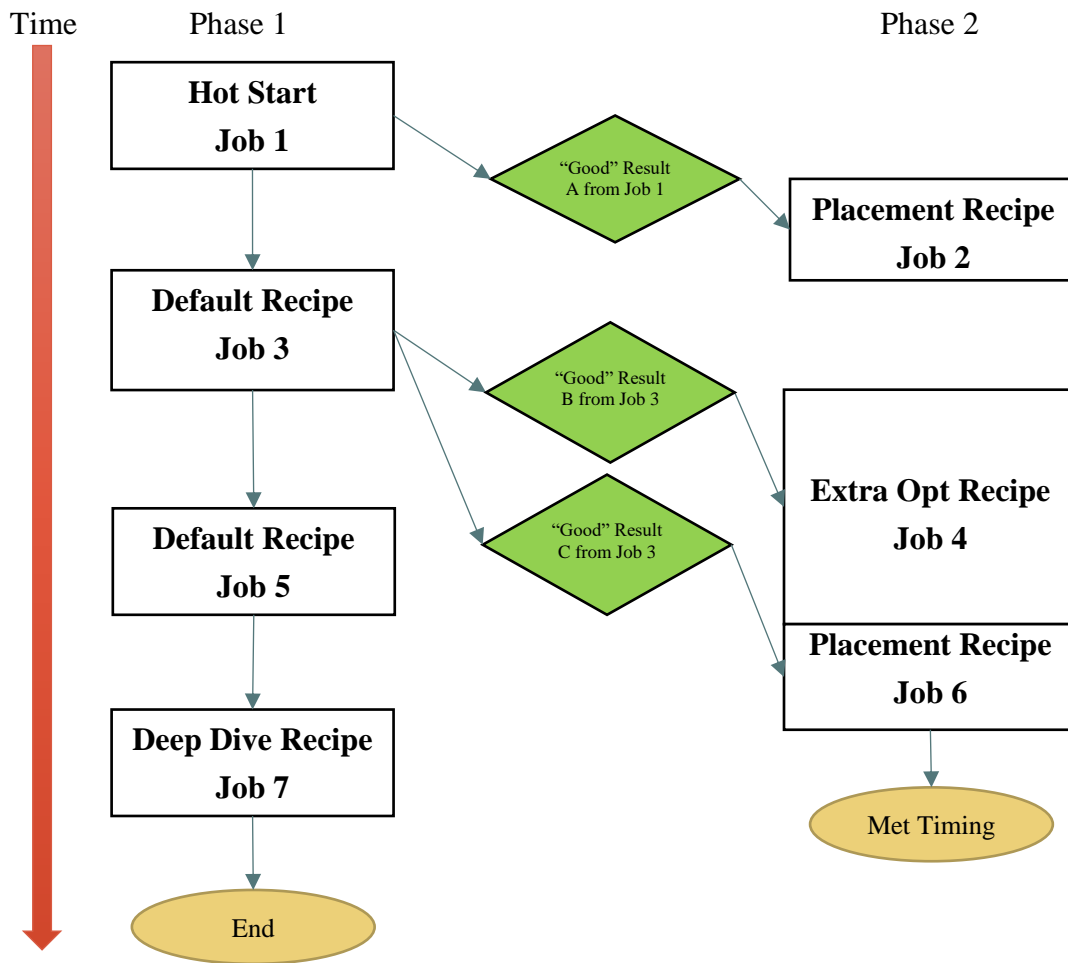 Time
Phase 1
Phase 2
Hot Start
Job 1
“Good” Result
A from Job 1
Placement Recipe
Job 2
Default Recipe
Job 3
“Good” Result
B from Job 3
“Good” Result
C from Job 3
Extra Opt Recipe
Job 4
Default Recipe
Job 5
Placement Recipe
Job 6
Deep Dive Recipe
Job 7
Met Timing
End